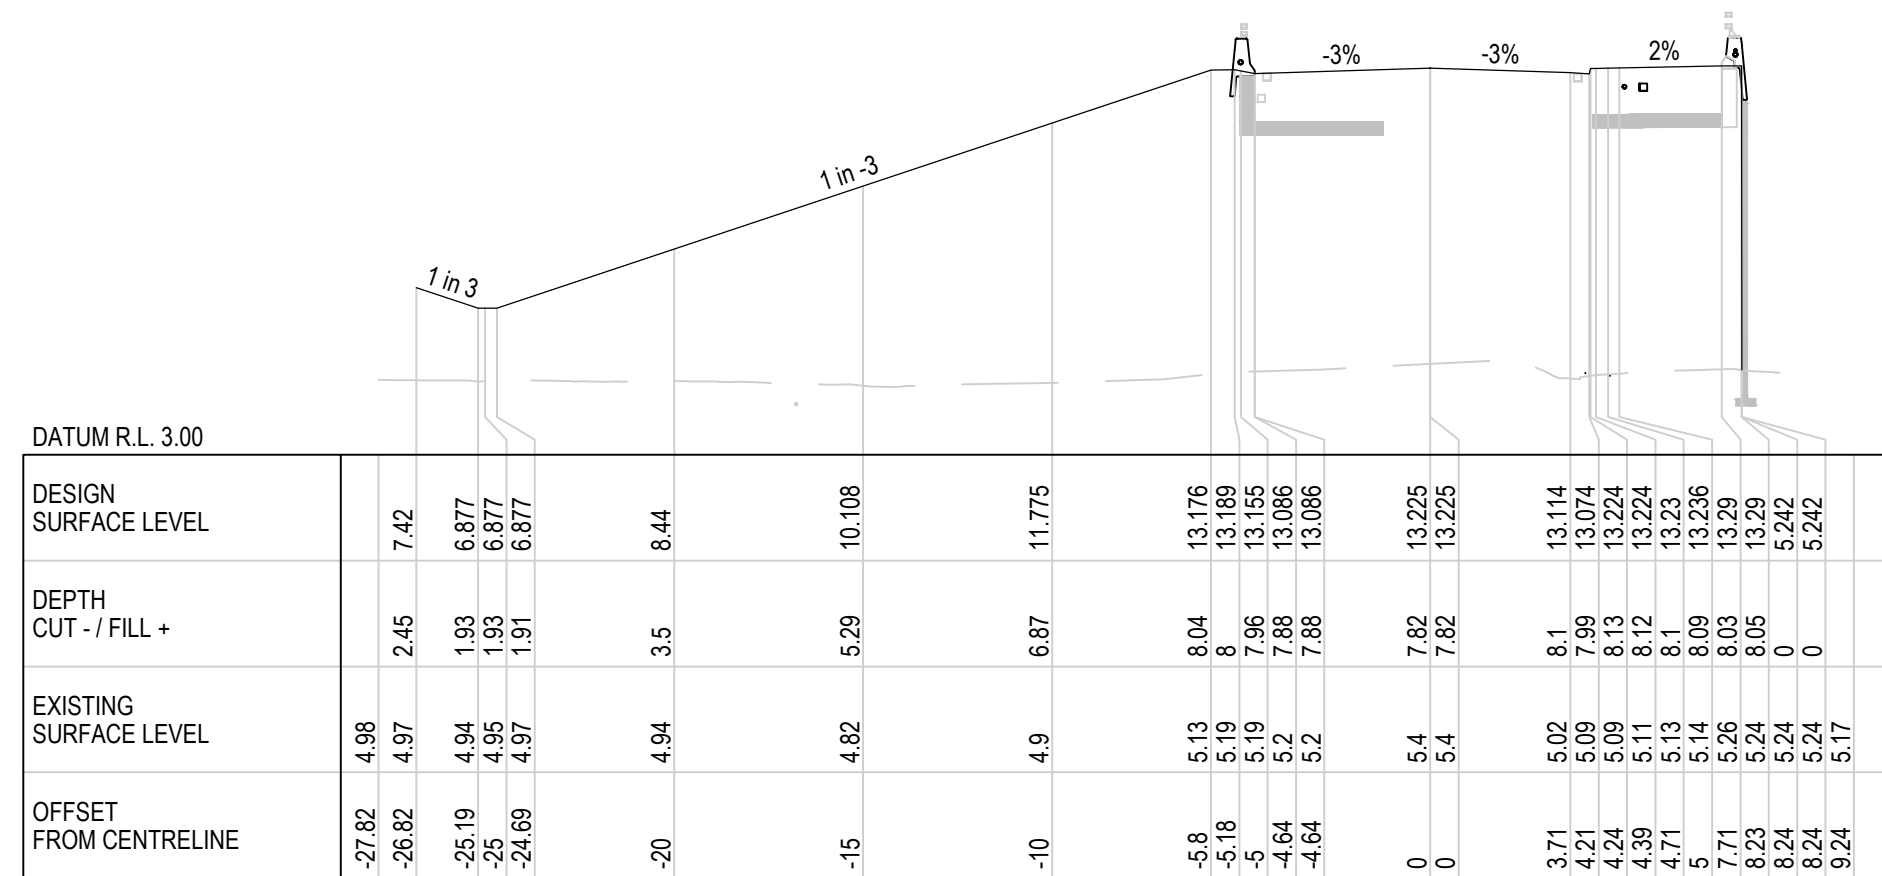 -3%
-3%
2%
1 in -3
1 in 3
DATUM R.L. 3.00
DESIGN
SURFACE LEVEL
7.42 6.877 6.877 6.877 8.44 10.108 11.775 13.176 13.189 13.155 13.086 13.086 13.225 13.225 13.114 13.074 13.224 13.224 13.23 13.236 13.29 13.29 5.242 5.242
DEPTH
CUT - / FILL +
2.45 1.93 1.93 1.91 3.5 5.29 6.87 8.04 8 7.96 7.88 7.88 7.82 7.82 8.1 7.99 8.13 8.12 8.1 8.09 8.03 8.05 0 0
EXISTING
SURFACE LEVEL
4.98 4.97 4.94 4.95 4.97 4.94 4.82 4.9 5.13 5.19 5.19 5.2 5.2 5.4 5.4 5.02 5.09 5.09 5.11 5.13 5.14 5.26 5.24 5.24 5.24 5.17
OFFSET
FROM CENTRELINE
-27.82 -26.82 -25.19 -25 -24.69 -20 -15 -10 -5.8 -5.18 -5 -4.64 -4.64 0 0 3.71 4.21 4.24 4.39 4.71 5 7.71 8.23 8.24 8.24 9.24